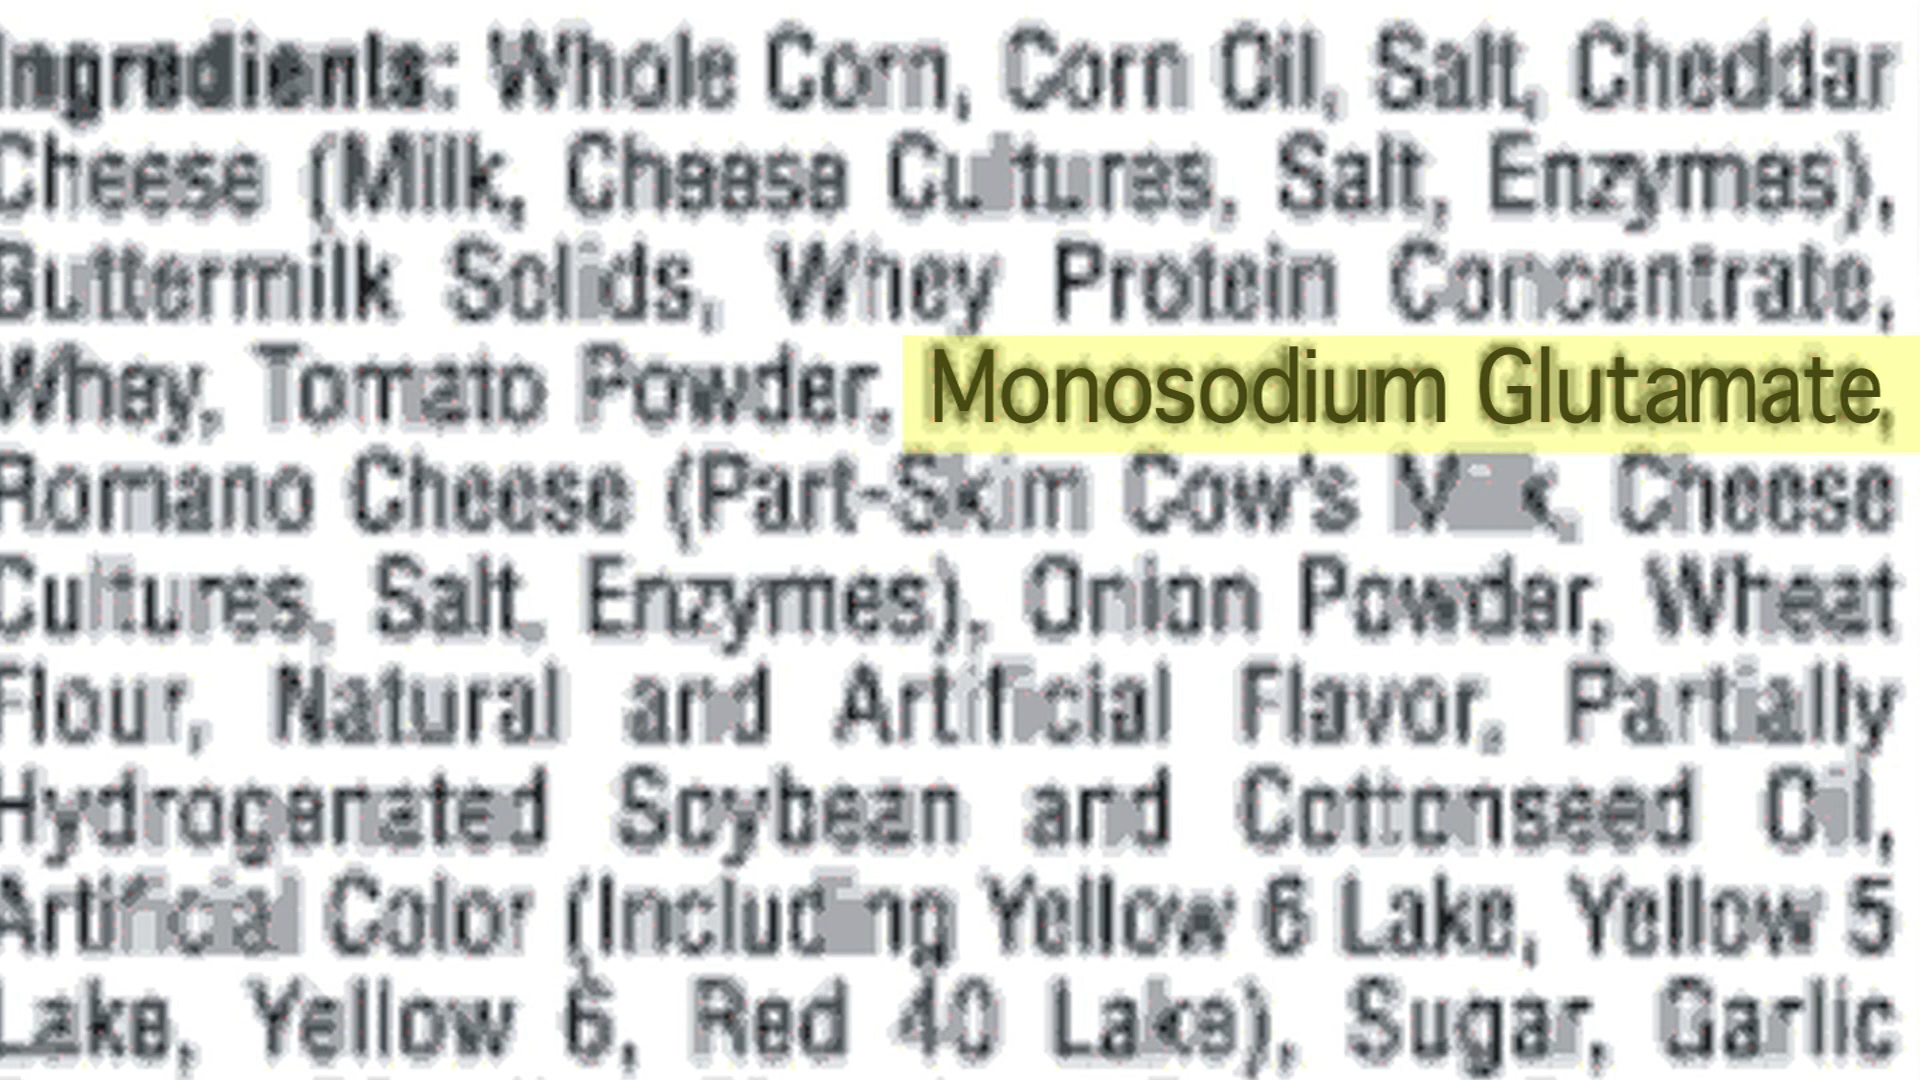 Ingredients: Whole Corn, Corn Oil, Salt, Cheddar
Cheese (Milk, Cheese Cultures, Salt, Enzymes),
Buttermilk Solids, Whey Protein Concentrate,
Whey, Tomato Powder, Monosodium Glutamate,
Romano Cheese (Part-Skim Cow's Milk, Cheese
Cultures, Salt, Enzymes), Onion Powder, Wheat
Flour, Natural and Artificial Flavor, Partially
Hydrogenated Soybean and Cottonseed Oil,
Artificial Color (Including Yellow 6 Lake, Yellow 5
Lake, Yellow 6, Red 40 Lake), Sugar, Garlic